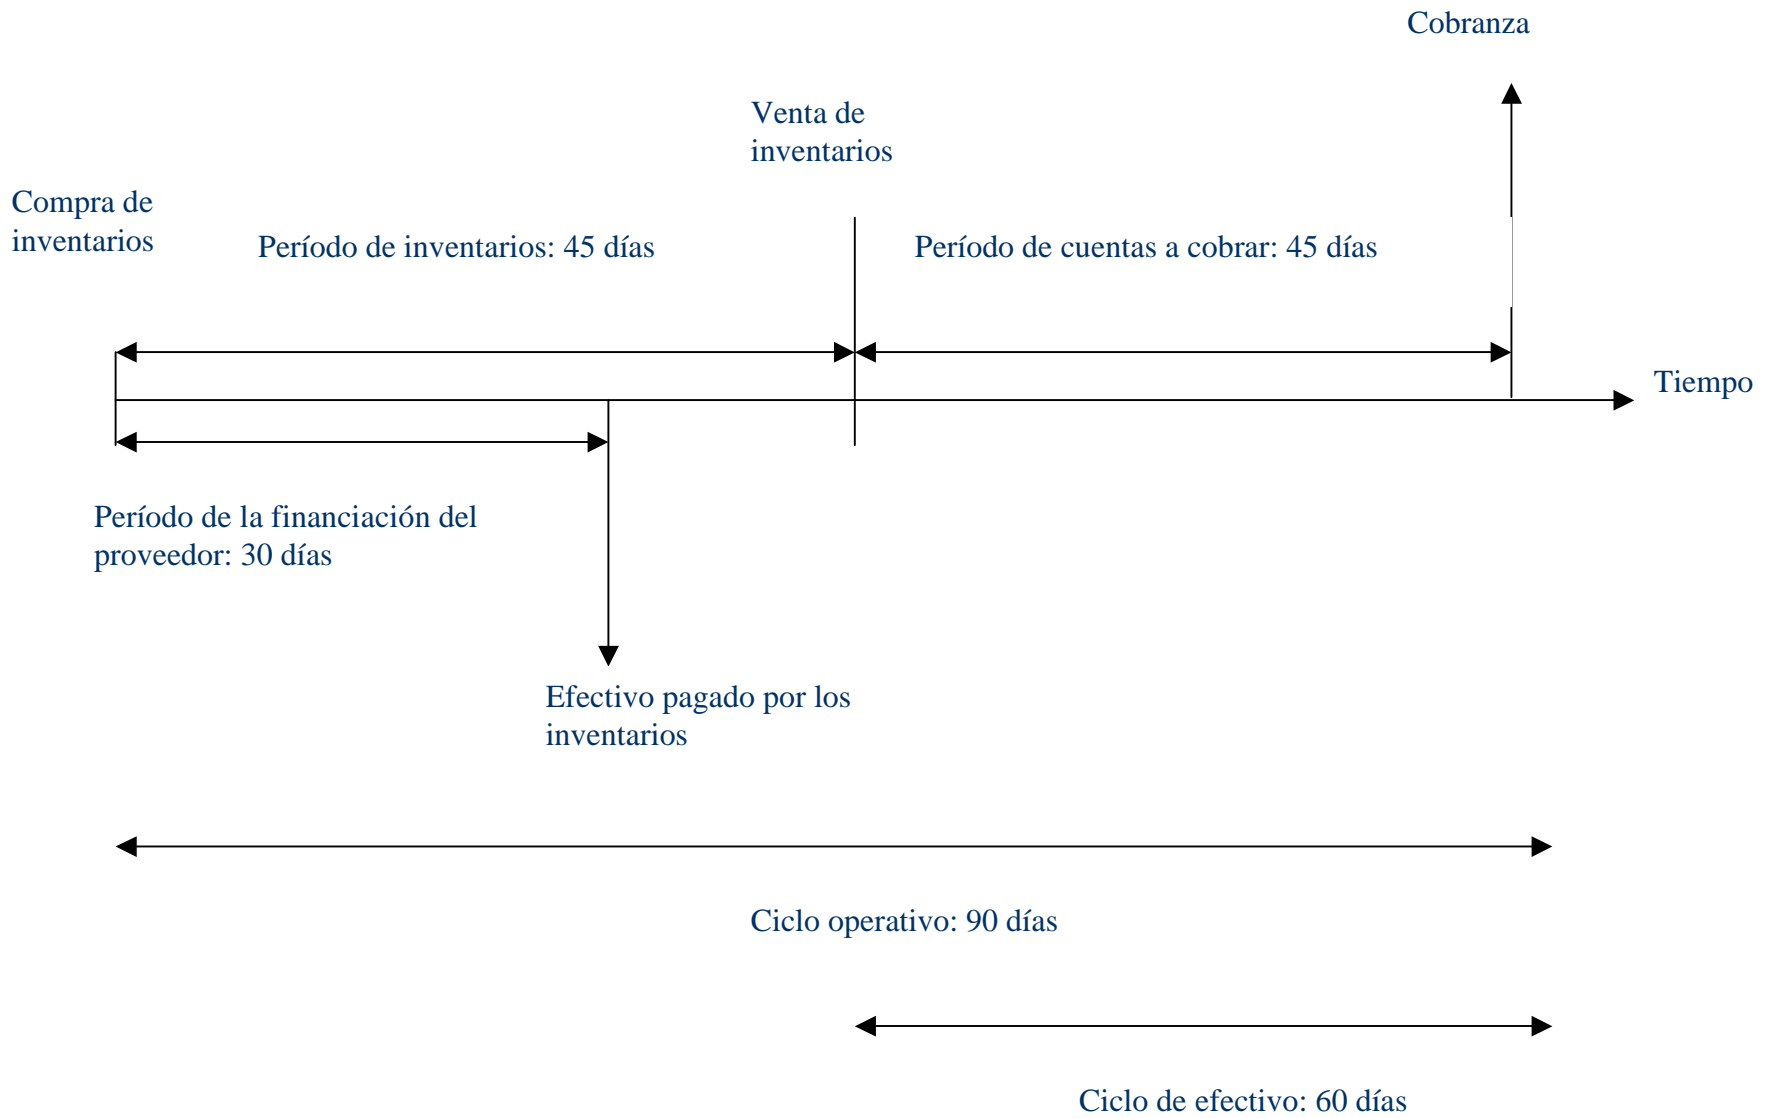 Cobranza
Venta de
inventarios
Compra de
inventarios
Período de inventarios: 45 días
Período de cuentas a cobrar: 45 días
Tiempo
Período de la financiación del
proveedor: 30 días
Efectivo pagado por los
inventarios
Ciclo operativo: 90 días
Ciclo de efectivo: 60 días